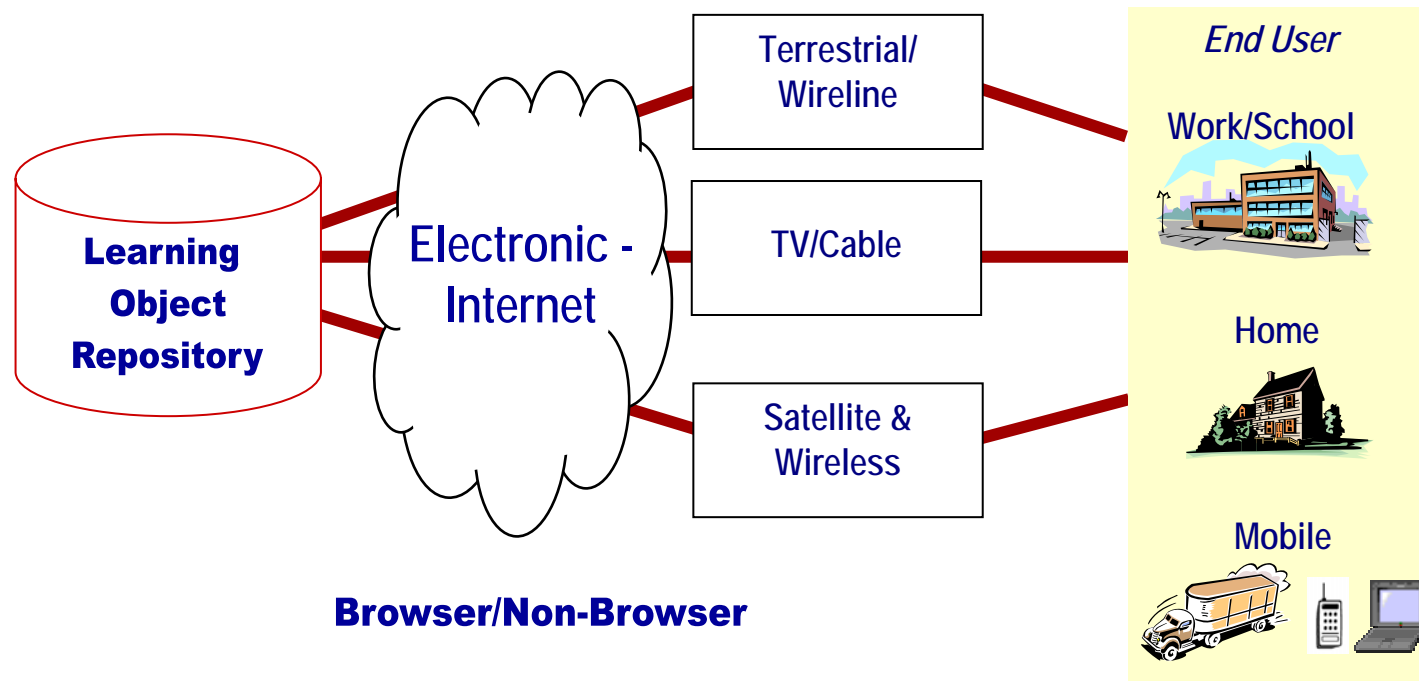 Learning
Object
Repository
Electronic -
Internet
Terrestrial/
Wireline
TV/Cable
Satellite &
Wireless
Browser/Non-Browser
End User
Work/School
Home
Mobile